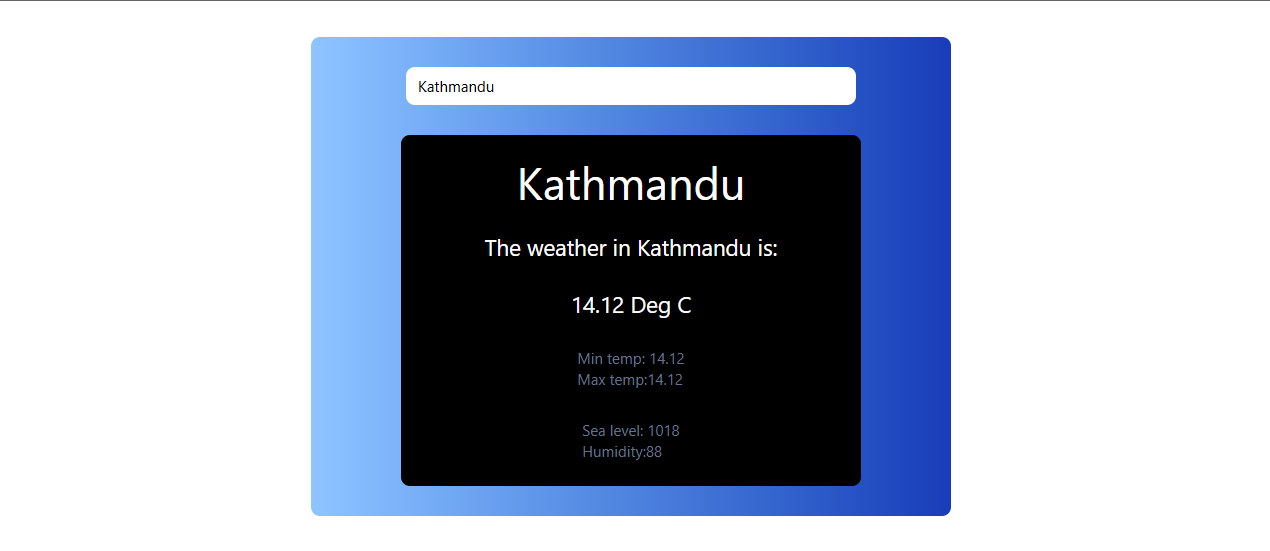 Kathmandu
Kathmandu
The weather in Kathmandu is:
14.12 Deg C
Min temp: 14.12
Max temp:14.12
Sea level: 1018
Humidity:88